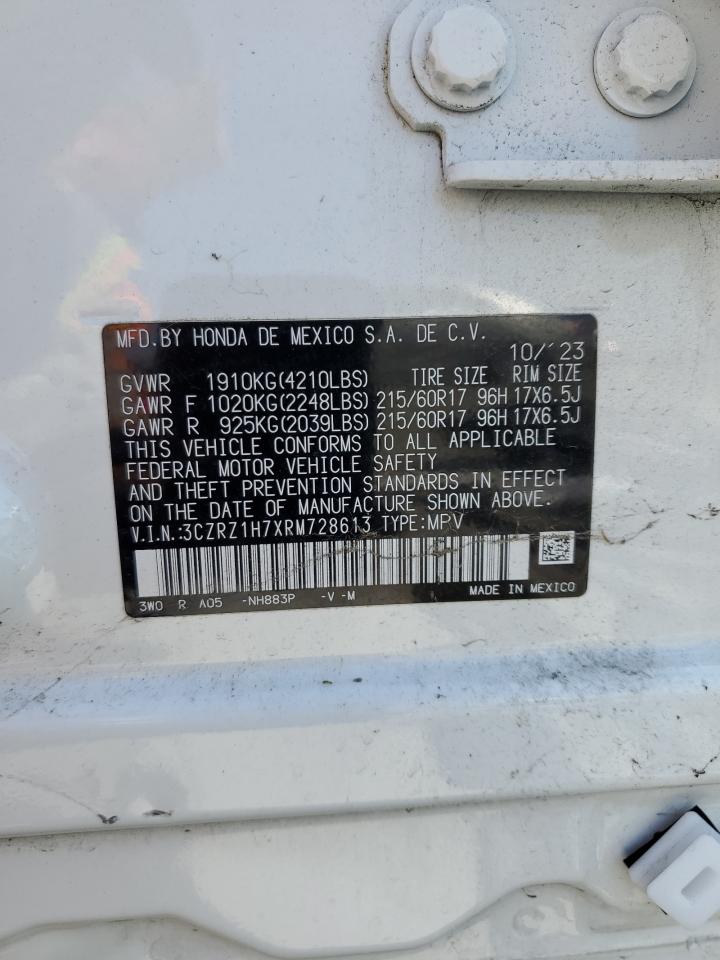 MFD.BY HONDA DE MEXICO S.A. DE C.V.
10/'23
GVWR 1910KG(4210LBS) TIRE SIZE RIM SIZE
GAWR F 1020KG(2248LBS) 215/60R17 96H 17X6.5J
GAWR R 925KG(2039LBS) 215/60R17 96H 17X6.5J
THIS VEHICLE CONFORMS TO ALL APPLICABLE
FEDERAL MOTOR VEHICLE SAFETY
AND THEFT PREVENTION STANDARDS IN EFFECT
ON THE DATE OF MANUFACTURE SHOWN ABOVE.
V.I.N.:3CZRZ1H7XRM728613 TYPE:MPV
3W0 R A05 -NH883P -V -M MADE IN MEXICO